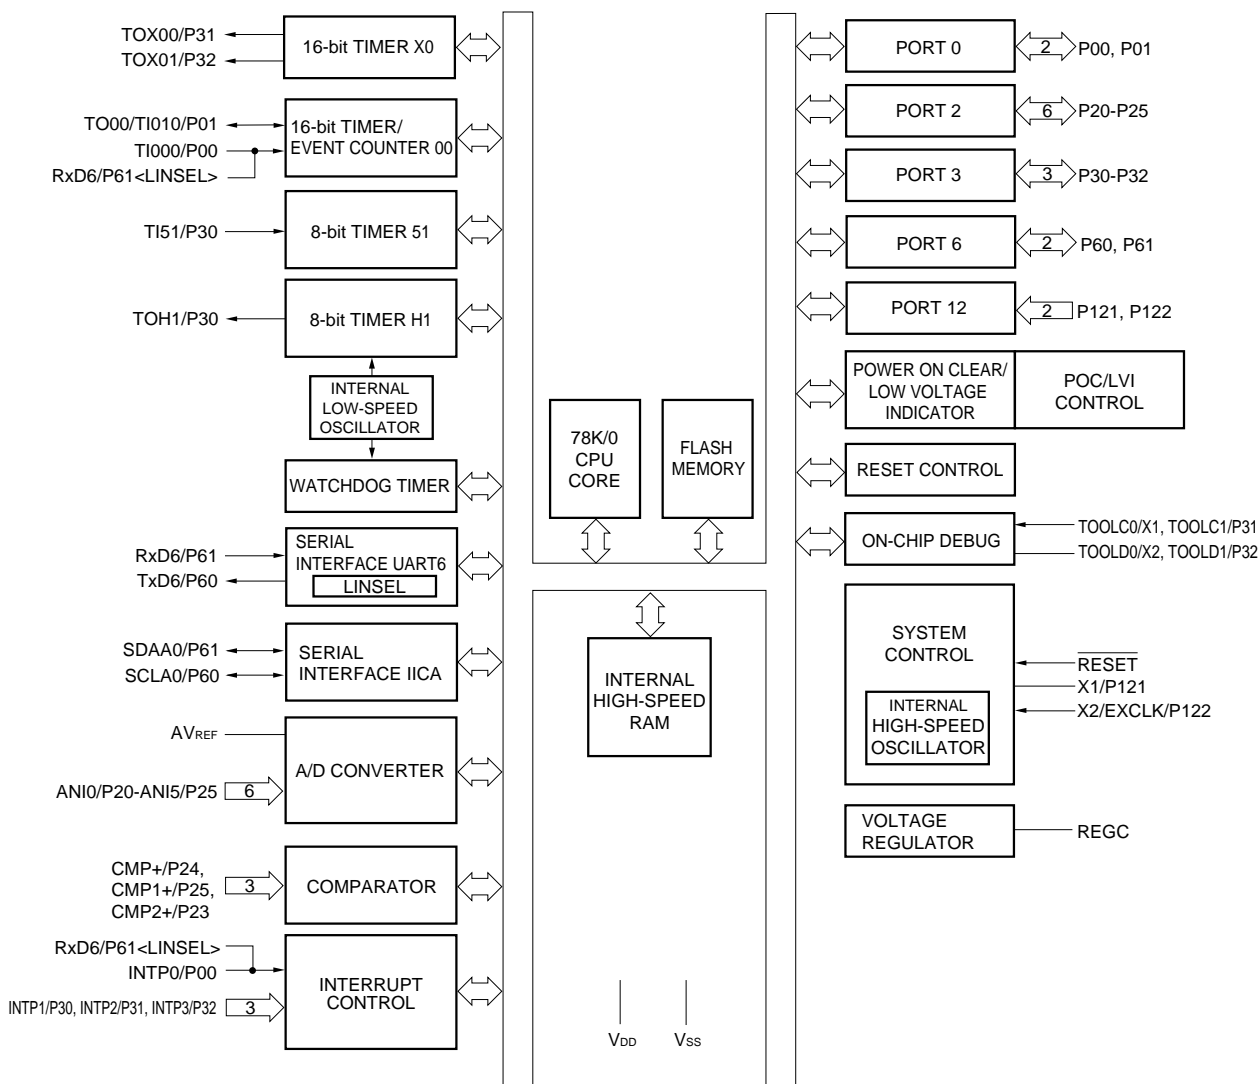 TOX00/P31
TOX01/P32
16-bit TIMER X0
TO00/TI010/P01
TI000/P00
RxD6/P61<LINSEL>
16-bit TIMER/
EVENT COUNTER 00
TI51/P30
8-bit TIMER 51
TOH1/P30
8-bit TIMER H1
INTERNAL
LOW-SPEED
OSCILLATOR
WATCHDOG TIMER
RxD6/P61
TxD6/P60
SERIAL
INTERFACE UART6
LINSEL
SDAA0/P61
SCLA0/P60
SERIAL
INTERFACE IICA
AVREF
ANI0/P20-ANI5/P25
6
A/D CONVERTER
CMP+/P24,
CMP1+/P25,
CMP2+/P23
3
COMPARATOR
RxD6/P61<LINSEL>
INTP0/P00
INTP1/P30, INTP2/P31, INTP3/P32
3
INTERRUPT
CONTROL
78K/0
CPU
CORE
FLASH
MEMORY
INTERNAL
HIGH-SPEED
RAM
VDD
VSS
PORT 0
2
P00, P01
PORT 2
6
P20-P25
PORT 3
3
P30-P32
PORT 6
2
P60, P61
PORT 12
2
P121, P122
POWER ON CLEAR/
LOW VOLTAGE
INDICATOR
POC/LVI
CONTROL
RESET CONTROL
ON-CHIP DEBUG
TOOLC0/X1, TOOLC1/P31
TOOLD0/X2, TOOLD1/P32
SYSTEM
CONTROL
INTERNAL
HIGH-SPEED
OSCILLATOR
RESET
X1/P121
X2/EXCLK/P122
VOLTAGE
REGULATOR
REGC